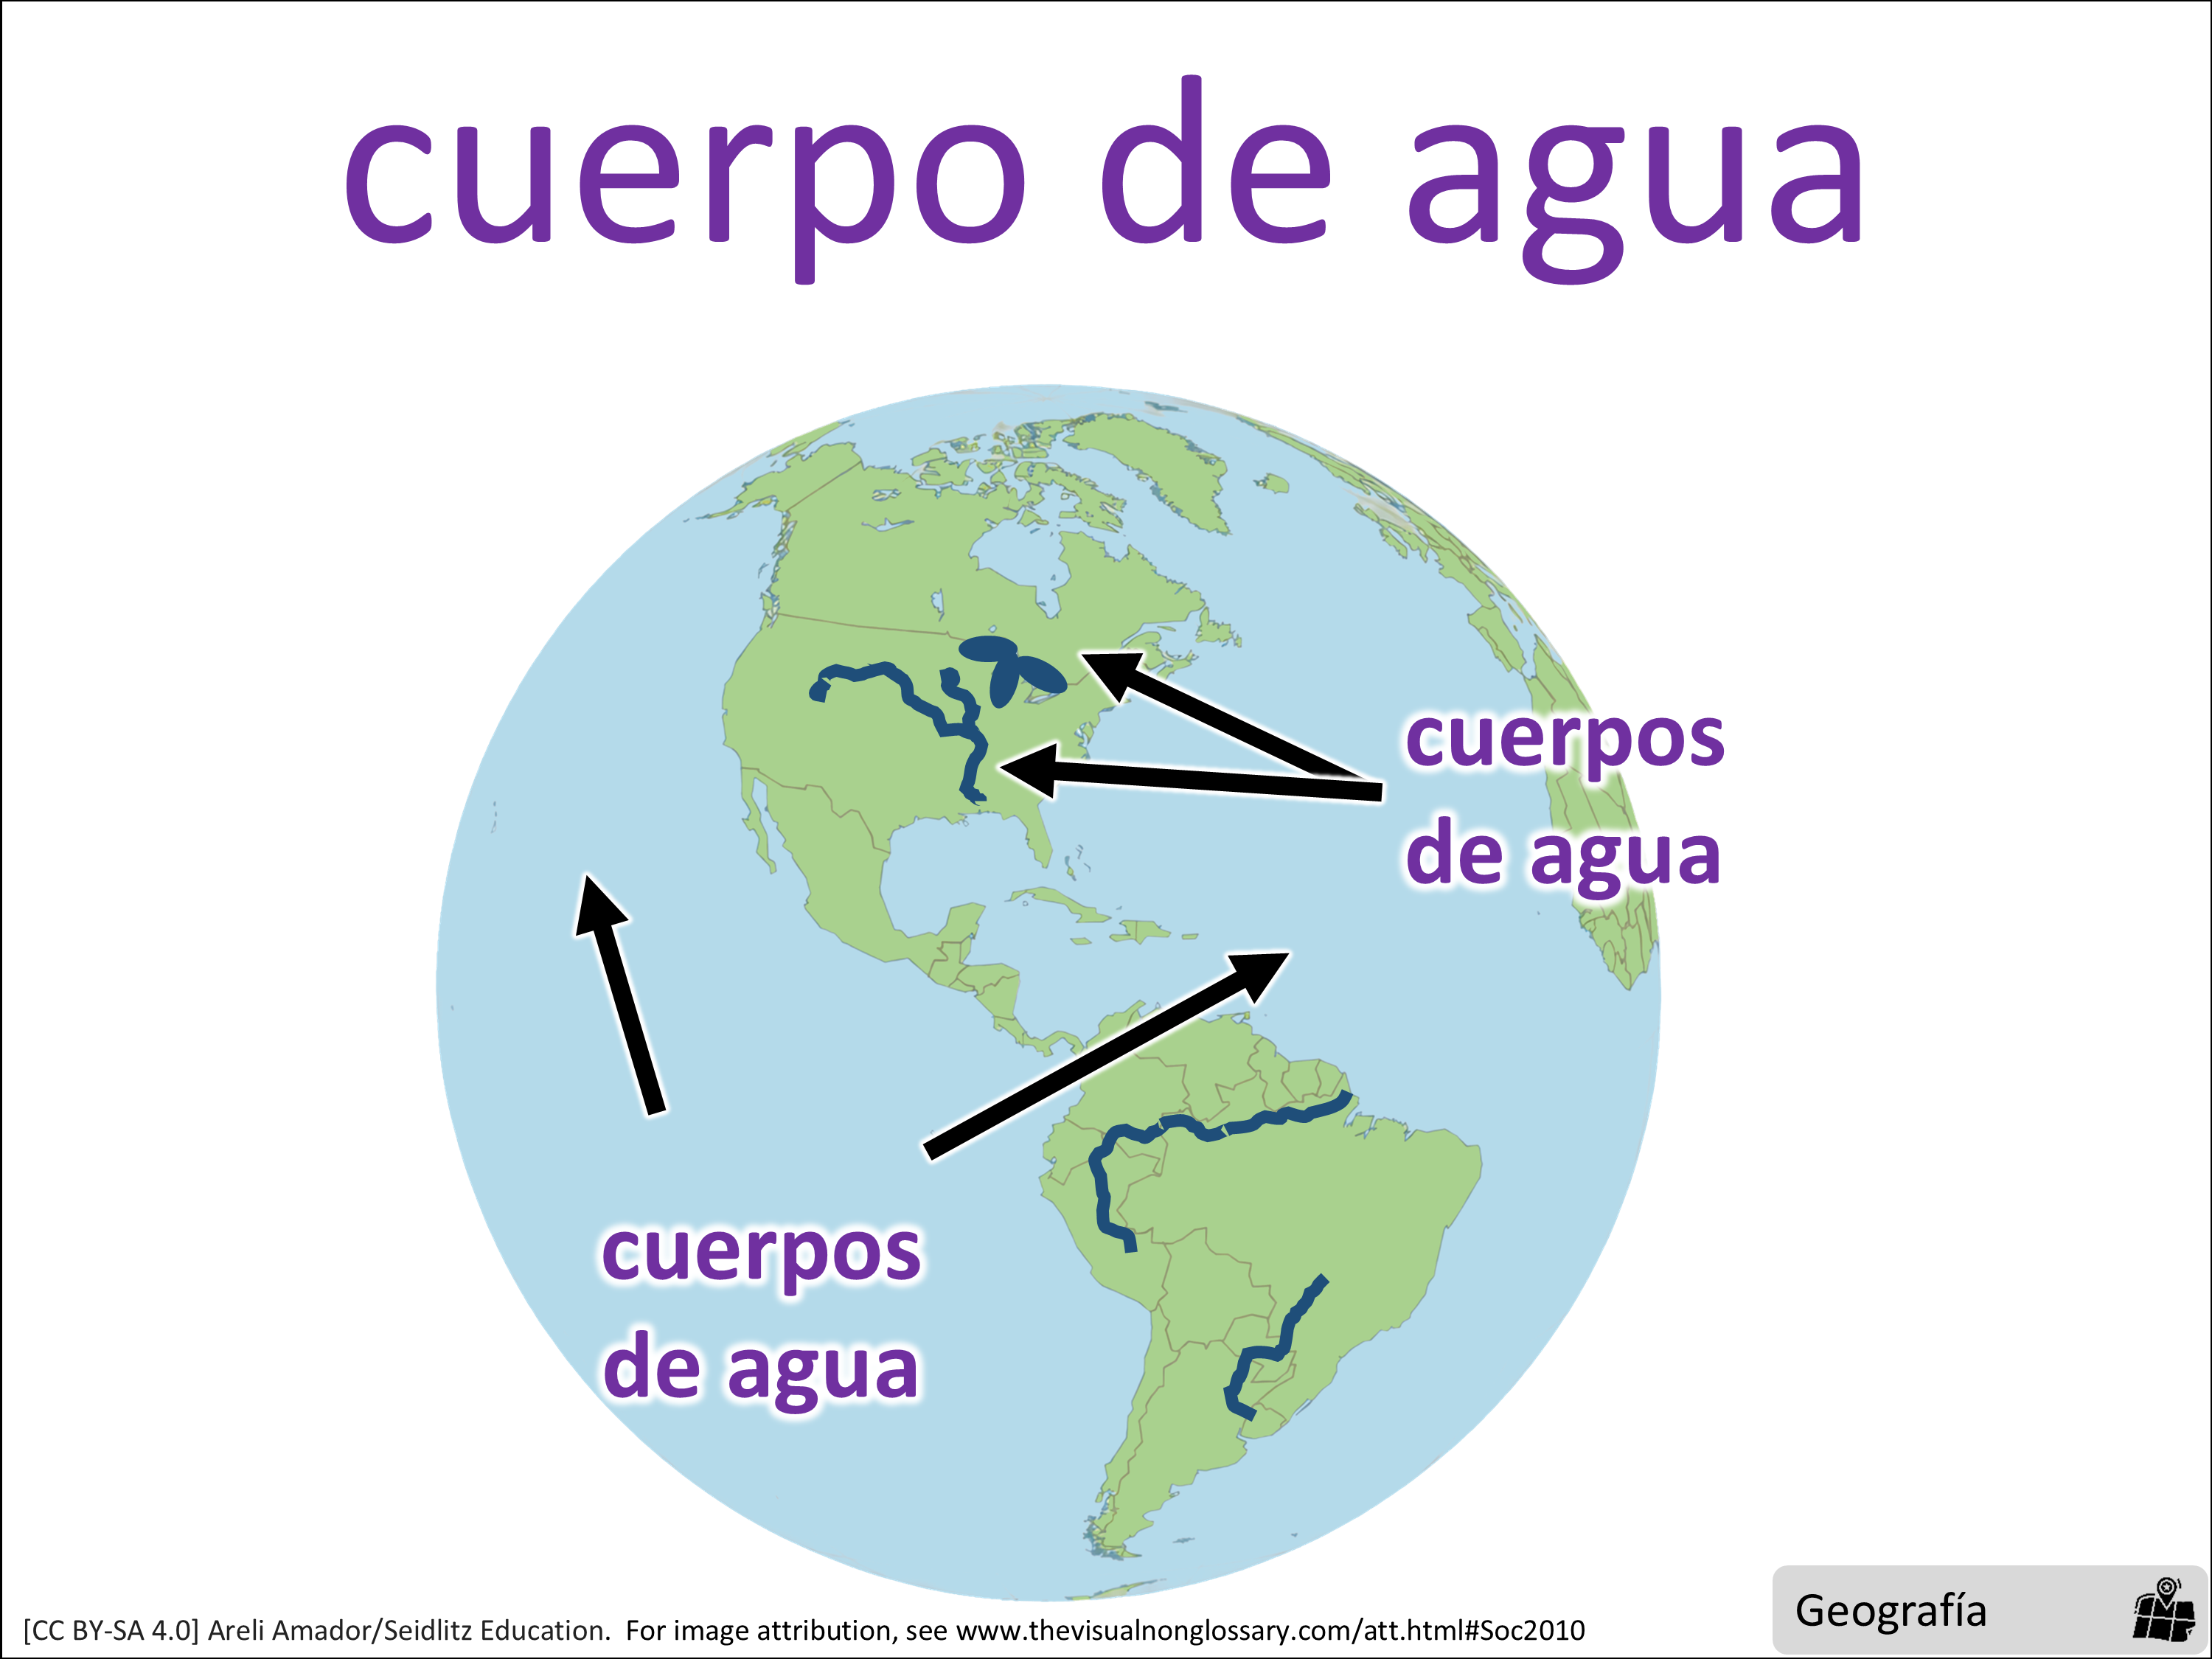 cuerpo de agua
cuerpos
de agua
cuerpos
de agua
Geografía
[CC BY-SA 4.0] Areli Amador/Seidlitz Education.  For image attribution, see www.thevisualnonglossary.com/att.html#Soc2010